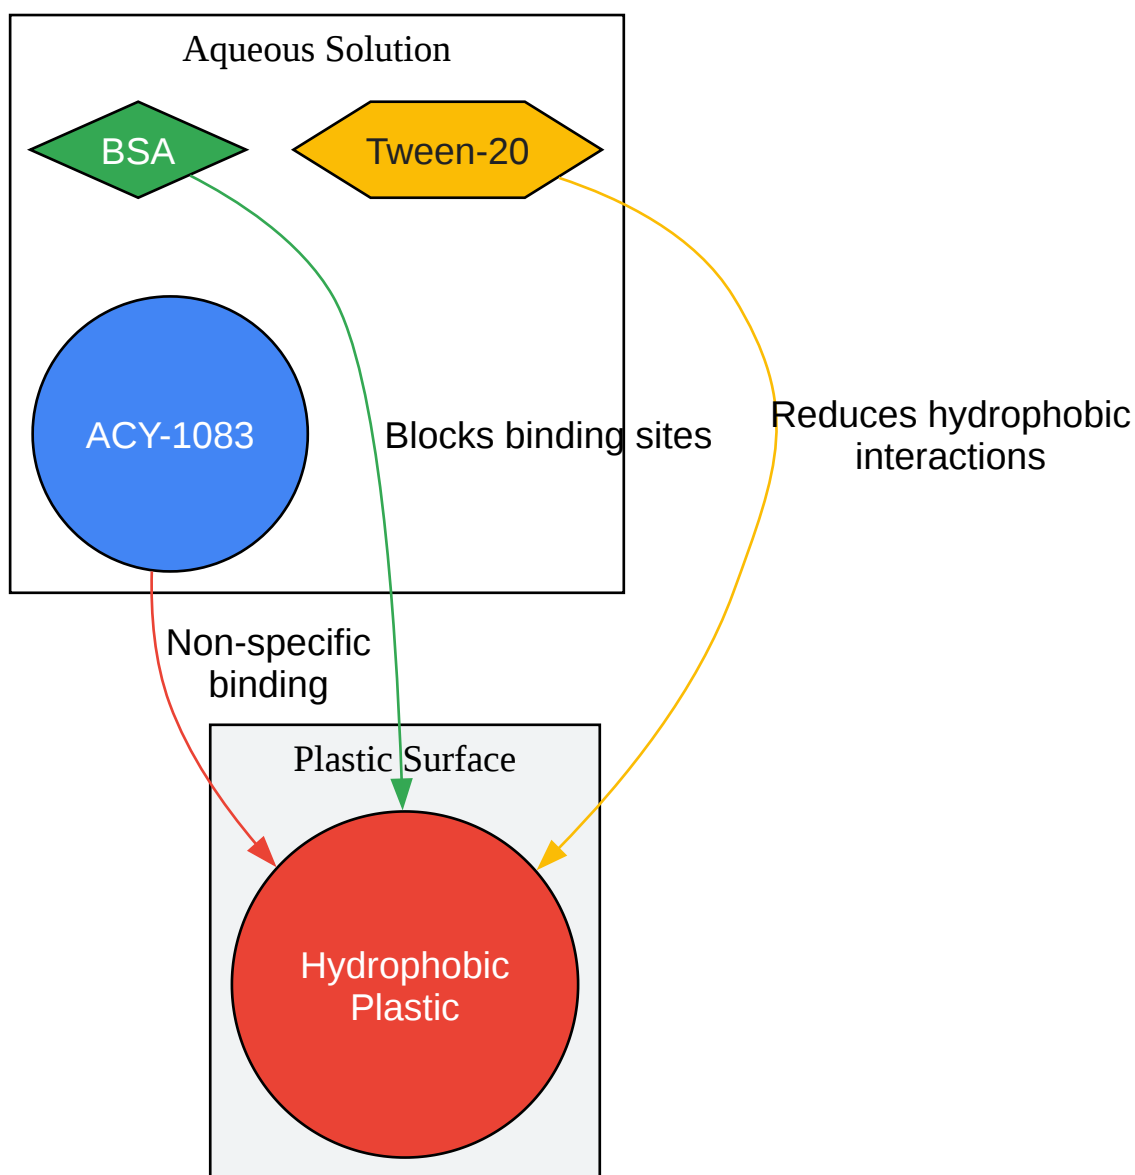 Aqueous Solution
BSA
Tween-20
ACY-1083
Blocks binding sites
Reduces hydrophobic
interactions
Non-specific
binding
Plastic Surface
Hydrophobic
Plastic